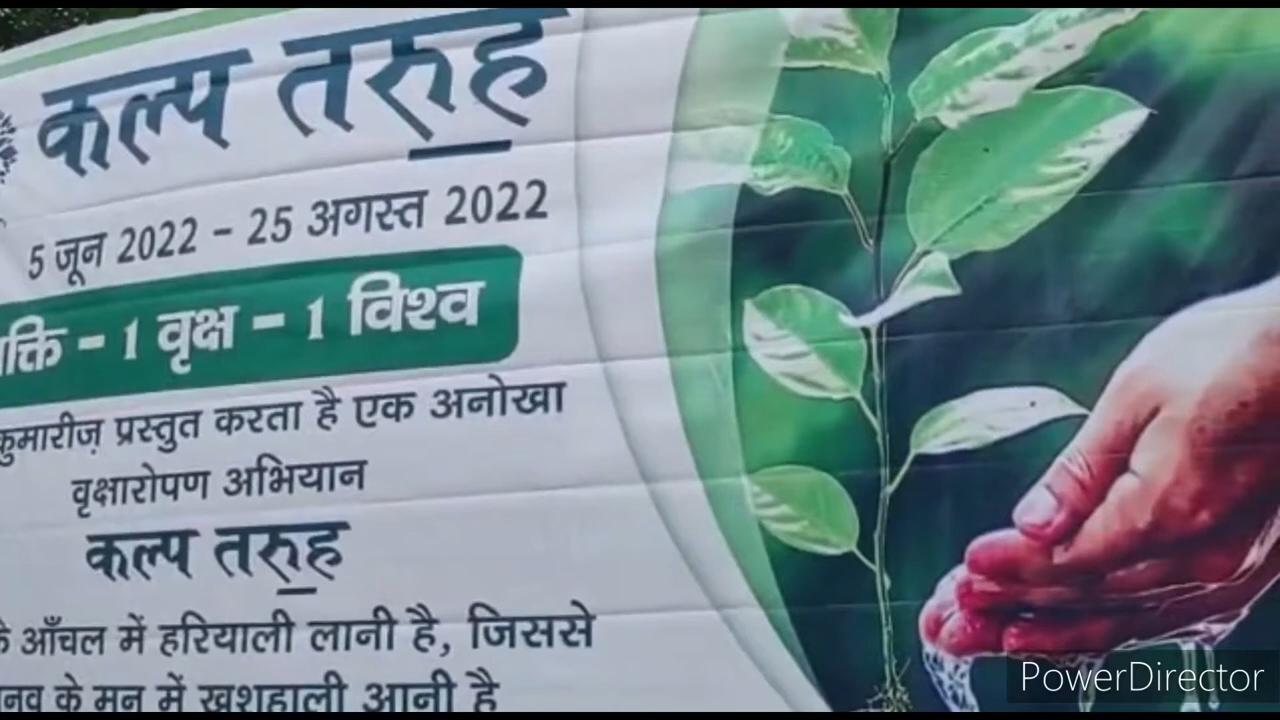 कल्प तरुह
5 जून 2022 - 25 अगस्त 2022
- 1 वृक्ष - 1 विश्व
प्रस्तुत करता है एक अनोखा
वृक्षारोपण अभियान
कल्प तरुह
आँचल में हरियाली लानी है, जिससे
के मन में खुशहाली आनी है
PowerDirector